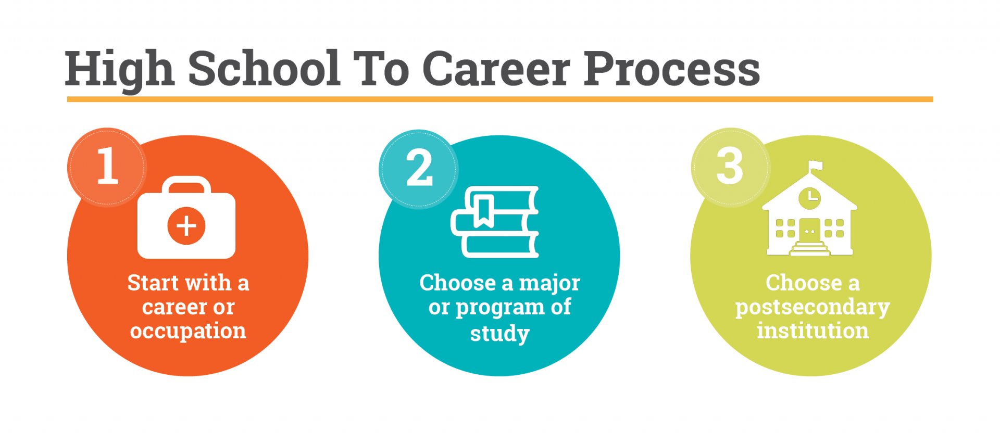 High School To Career Process
1
Start with a
career or
occupation
2
Choose a major
or program of
study
3
Choose a
postsecondary
institution